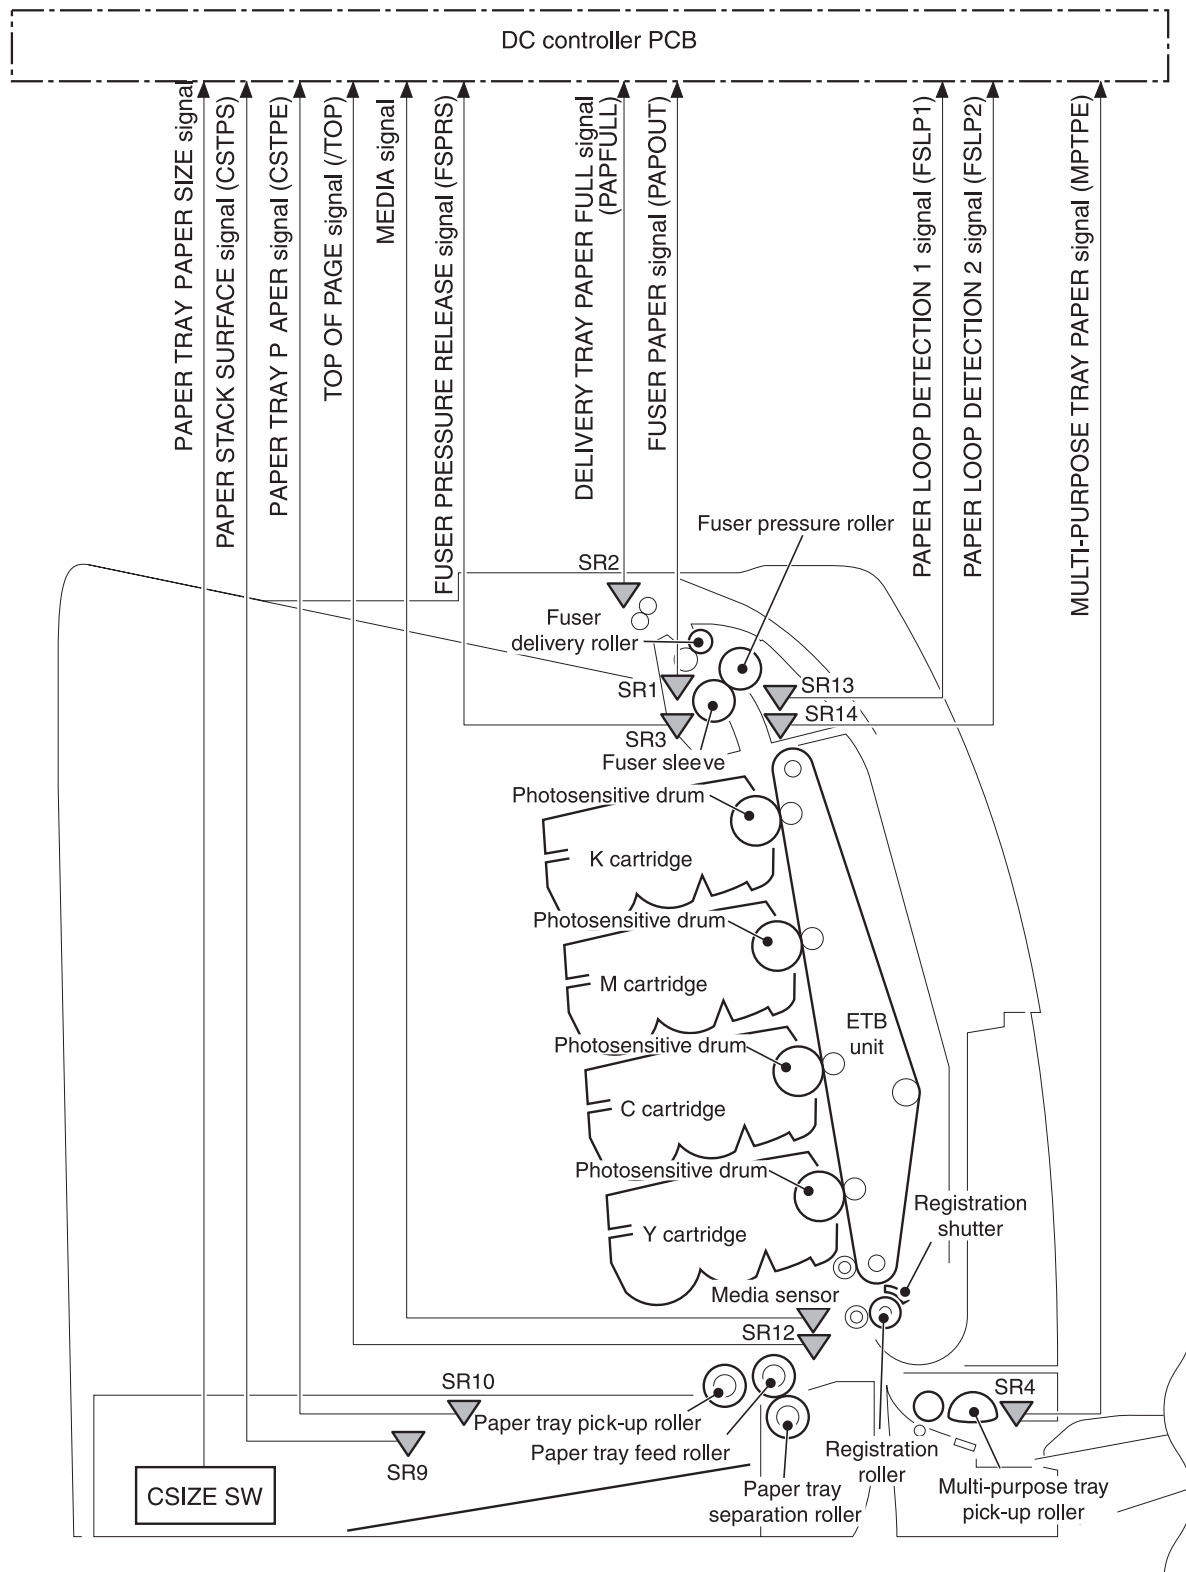 DC controller PCB
PAPER TRAY PAPER SIZE signal
PAPER STACK SURFACE signal (CSTPS)
PAPER TRAY P APER signal (CSTPE)
TOP OF PAGE signal (/TOP)
MEDIA signal
FUSER PRESSURE RELEASE signal (FSPRS)
DELIVERY TRAY PAPER FULL signal
(PAPFULL)
FUSER PAPER signal (PAPOUT)
PAPER LOOP DETECTION 1 signal (FSLP1)
PAPER LOOP DETECTION 2 signal (FSLP2)
MULTI-PURPOSE TRAY PAPER signal (MPTPE)
Fuser pressure roller
SR2
Fuser
delivery roller
SR1
SR13
SR14
SR3
Fuser sleeve
Photosensitive drum
K cartridge
Photosensitive drum
M cartridge
ETB
unit
Photosensitive drum
C cartridge
Photosensitive drum
Registration
shutter
Y cartridge
Media sensor
SR12
SR10
SR4
Paper tray pick-up roller
Paper tray feed roller
Registration
roller
SR9
CSIZE SW
Paper tray
separation roller
Multi-purpose tray
pick-up roller